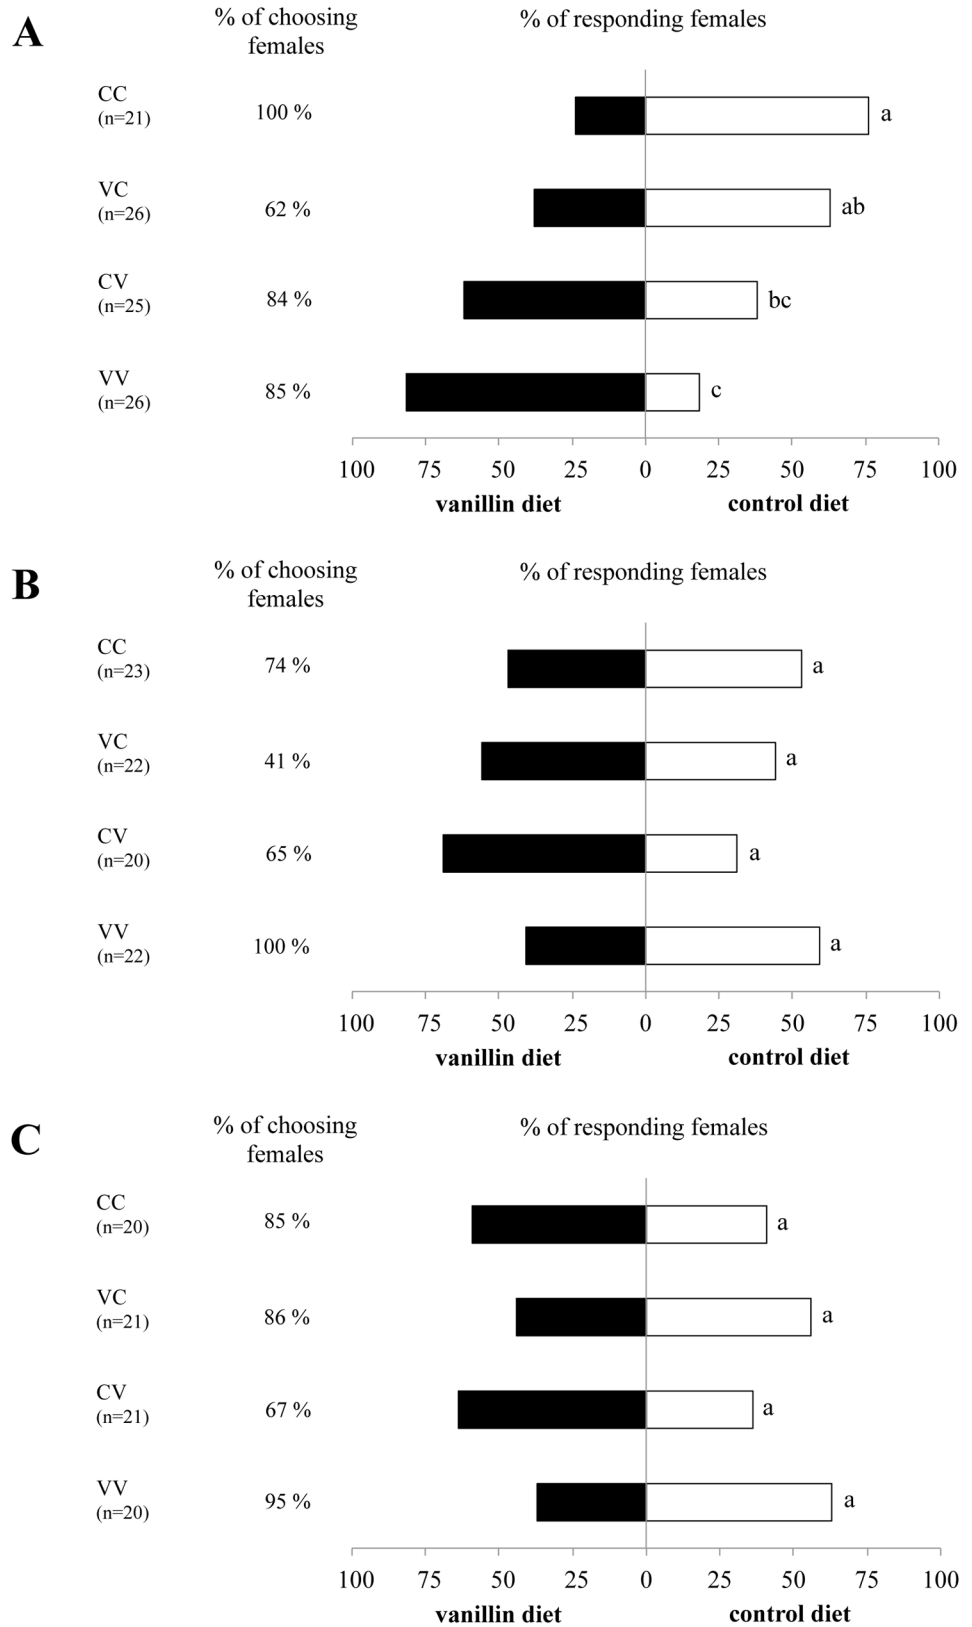 A
% of choosing
females
% of responding females
CC
(n=21)
100 %
a
VC
(n=26)
62 %
ab
CV
(n=25)
84 %
bc
VV
(n=26)
85 %
c
100 75 50 25 0 25 50 75 100
vanillin diet control diet
B
% of choosing
females
% of responding females
CC
(n=23)
74 %
a
VC
(n=22)
41 %
a
CV
(n=20)
65 %
a
VV
(n=22)
100 %
a
100 75 50 25 0 25 50 75 100
vanillin diet control diet
C
% of choosing
females
% of responding females
CC
(n=20)
85 %
a
VC
(n=21)
86 %
a
CV
(n=21)
67 %
a
VV
(n=20)
95 %
a
100 75 50 25 0 25 50 75 100
vanillin diet control diet